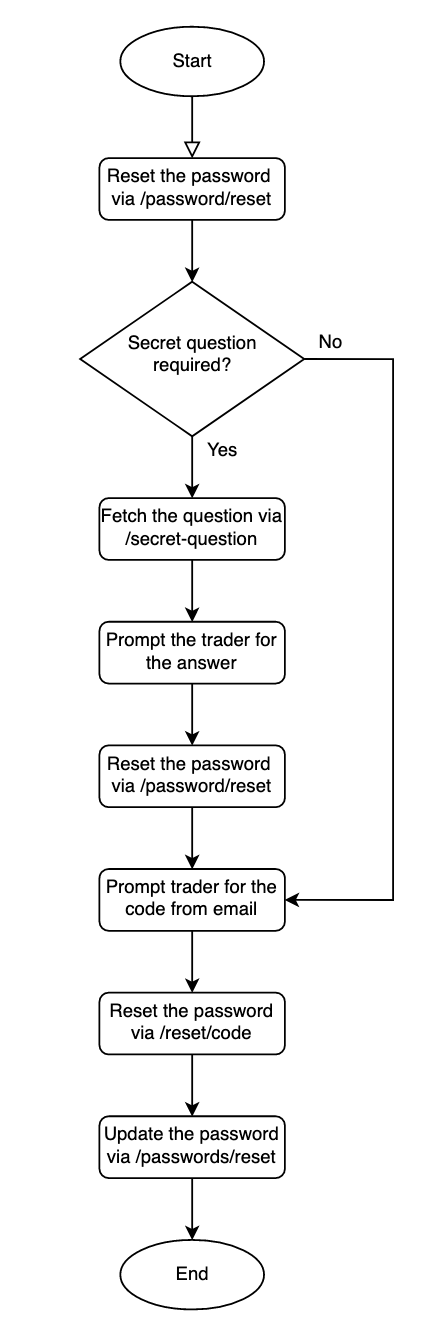 Start
Reset the password
via /password/reset
Secret question
required?
No
Yes
Fetch the question via
/secret-question
Prompt the trader for
the answer
Reset the password
via /password/reset
Prompt trader for the
code from email
Reset the password
via /reset/code
Update the password
via /passwords/reset
End